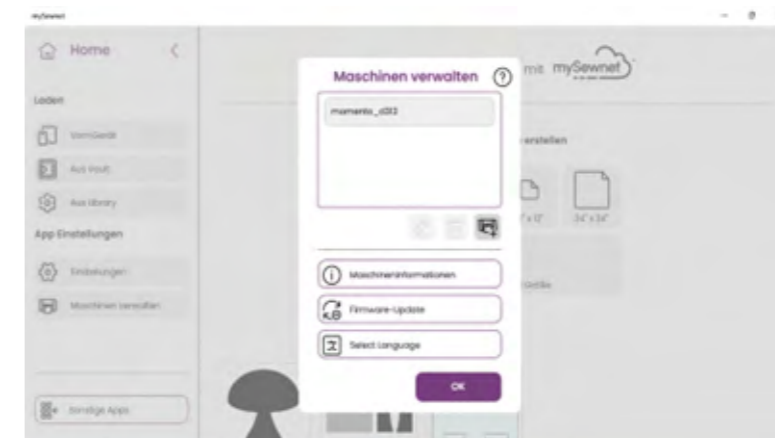 mySewnet
Home
Laden
Vom Gerät
Aus Vault
Aus Library
App Einstellungen
Einstellungen
Maschinen verwalten
Sonstige Apps
mit mySewnet
erstellen
24" x 24"
Größe
Maschinen verwalten
Maschineninformationen
Firmware-Update
Select Language
OK